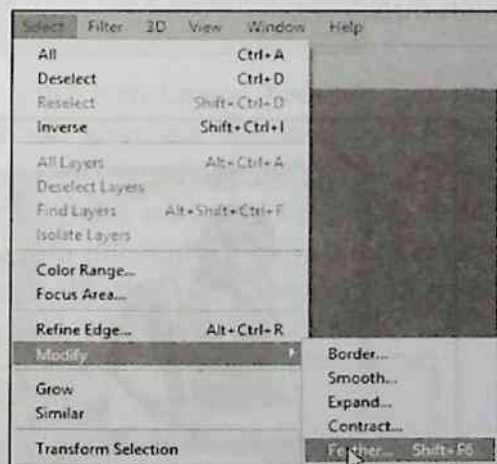 Select Filter 3D View Window Help
All Ctrl+A
Deselect Ctrl+D
Reselect Shift+Ctrl+D
Inverse Shift+Ctrl+I
All Layers Alt+Ctrl+A
Deselect Layers
Find Layers Alt+Shift+Ctrl+F
Isolate Layers
Color Range...
Focus Area...
Refine Edge... Alt+Ctrl+R
Modify
Border...
Smooth...
Expand...
Contract...
Feather... Shift+F6
Grow
Similar
Transform Selection